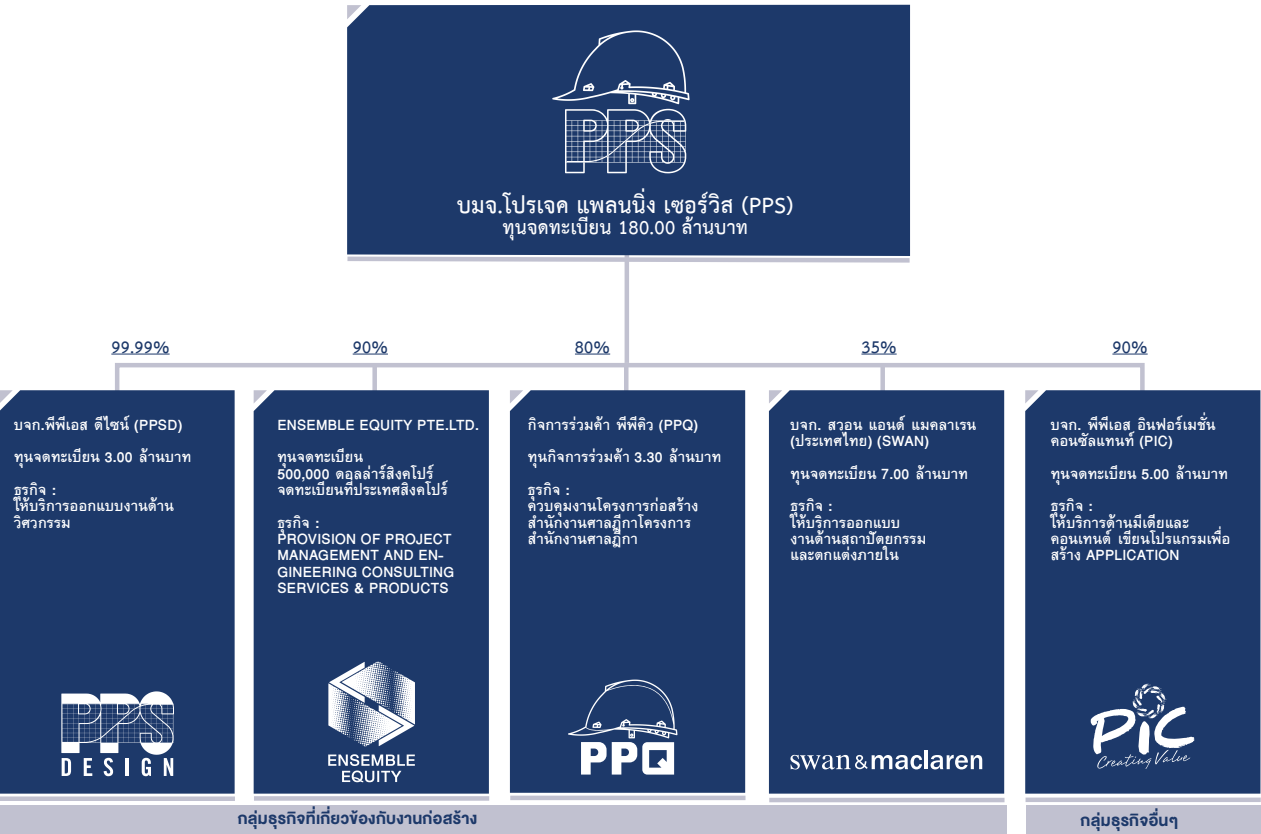 PPS
บมจ.โปรเจค แพลนนิ่ง เซอร์วิส (PPS)
ทุนจดทะเบียน 180.00 ล้านบาท
99.99%
90%
80%
35%
90%
บจก.พีพีเอส ดีไซน์ (PPSD)
ทุนจดทะเบียน 3.00 ล้านบาท
ธุรกิจ :
ให้บริการออกแบบงานด้าน
วิศวกรรม
PPS
DESIGN
ENSEMBLE EQUITY PTE.LTD.
ทุนจดทะเบียน
500,000 ดอลล่าร์สิงคโปร์
จดทะเบียนที่ประเทศสิงคโปร์
ธุรกิจ :
PROVISION OF PROJECT
MANAGEMENT AND EN-
GINEERING CONSULTING
SERVICES & PRODUCTS
ENSEMBLE
EQUITY
กิจการร่วมค้า พีพีคิว (PPQ)
ทุนกิจการร่วมค้า 3.30 ล้านบาท
ธุรกิจ :
ควบคุมงานโครงการก่อสร้าง
สำนักงานศาลฎีกาโครงการ
สำนักงานศาลฎีกา
PPQ
บจก. สวอน แอนด์ แมคลาเรน
(ประเทศไทย) (SWAN)
ทุนจดทะเบียน 7.00 ล้านบาท
ธุรกิจ :
ให้บริการออกแบบ
งานด้านสถาปัตยกรรม
และตกแต่งภายใน
swan&maclaren
บจก. พีพีเอส อินฟอร์เมชั่น
คอนซัลแทนท์ (PIC)
ทุนจดทะเบียน 5.00 ล้านบาท
ธุรกิจ :
ให้บริการด้านมีเดียและ
คอนเทนต์ เขียนโปรแกรมเพื่อ
สร้าง APPLICATION
PiC
Creating Value
กลุ่มธุรกิจที่เกี่ยวข้องกับงานก่อสร้าง
กลุ่มธุรกิจอื่นๆ